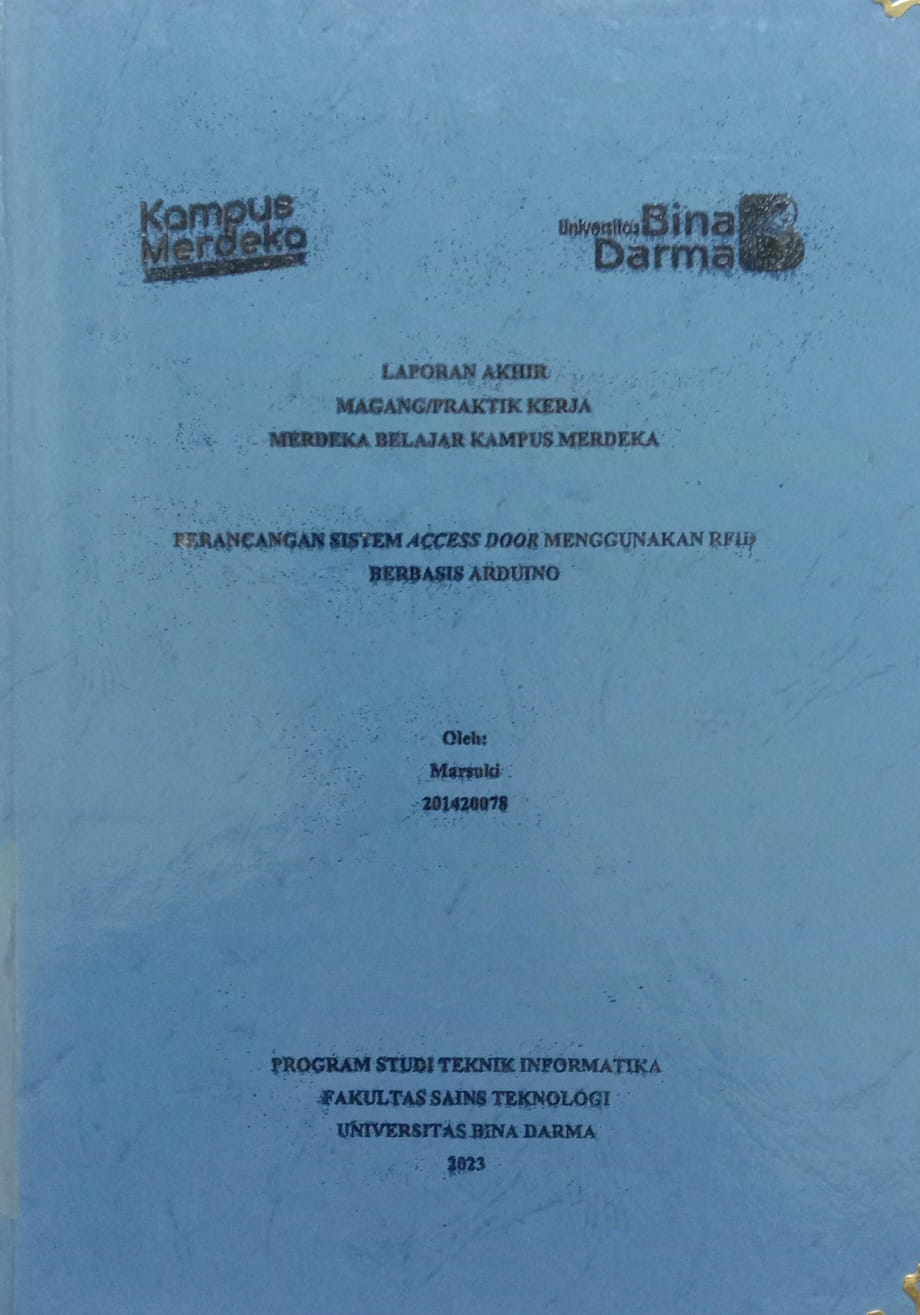 Kampus
Merdeka
Universitas Bina
Darma
LAPORAN AKHIR
MAGANG/PRAKTIK KERJA
MERDEKA BELAJAR KAMPUS MERDEKA
PERANCANGAN SISTEM ACCESS DOOR MENGGUNAKAN RFID
BERBASIS ARDUINO
Oleh:
Marsuki
201420078
PROGRAM STUDI TEKNIK INFORMATIKA
FAKULTAS SAINS TEKNOLOGI
UNIVERSITAS BINA DARMA
2023